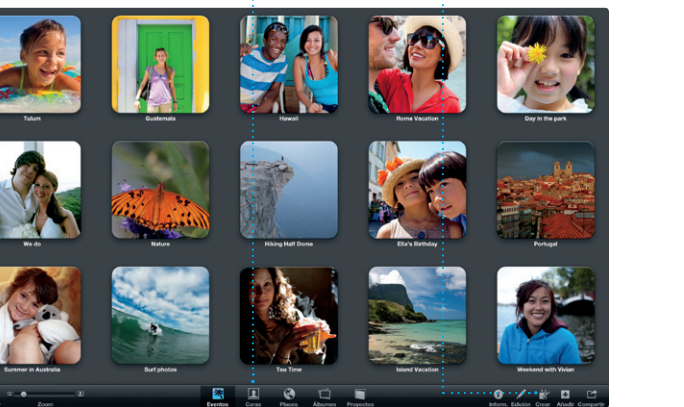 Tulum
Guatemala
Hawaii
Rome Vacation
Day in the park
We do
Nature
Hiking Half Dome
Ella's Birthday
Portugal
Summer in Australia
Surf photos
Tea Time
Island Vacation
Weekend with Vivian
Zoom
Eventos
Caras
Places
Álbumes
Proyectos
Inform.
Edición
Crear
Añadir
Compartir